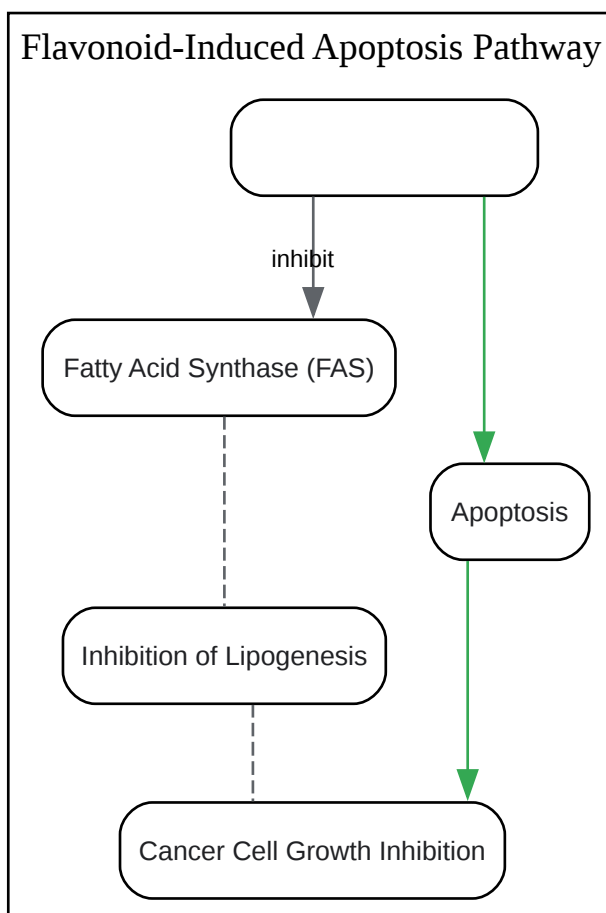 Flavonoid-Induced Apoptosis Pathway
inhibit
Fatty Acid Synthase (FAS)
Apoptosis
Inhibition of Lipogenesis
Cancer Cell Growth Inhibition